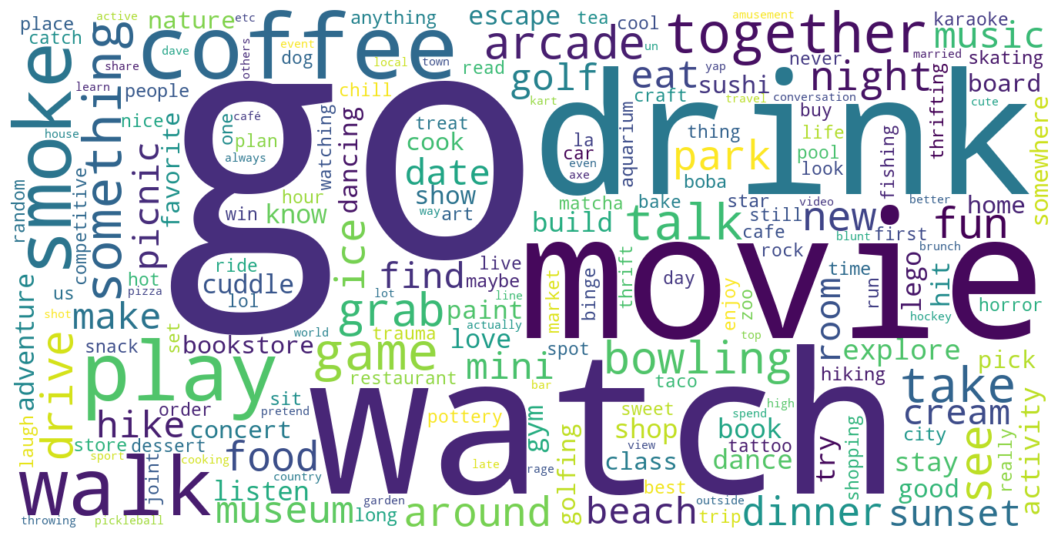 go
drink
movie
watch
coffee
play
walk
smoke
something
together
talk
game
night
arcade
grab
take
fun
date
ice
find
around
make
park
bowling
see
eat
golf
new
music
drive
mini
food
hike
museum
beach
dinner
sunset
cream
room
picnic
escape
nature
place
catch
etc
active
share
learn
house
people
nice
others
dave
dog
event
local
town
anything
tea
read
café
one
plan
always
favorite
random
competitive
us
hot
pizza
shot
adventure
snack
set
win
hour
know
dancing
watching
chill
treat
cook
show
way
art
ride
cuddle
lol
lot
world
bookstore
live
maybe
line
actually
trauma
paint
love
restaurant
spot
order
sit
pretend
concert
store
dessert
laugh
sport
cooking
joint
throwing
pickleball
listen
long
country
garden
pottery
bar
late
rage
view
gym
golfing
sweet
shop
class
best
trip
outside
book
tattoo
dance
spend
high
top
taco
zoo
enjoy
day
thrift
binge
market
build
matcha
bake
star
cafe
rock
still
video
first
better
blunt
brunch
home
time
run
lego
hit
horror
hockey
hiking
explore
pick
try
shopping
city
stay
good
really
activity
somewhere
board
skating
karaoke
cool
un
yap
amusement
never
married
sushi
craft
thing
boba
la
car
even
axe
aquarium
buy
travel
conversation
life
pool
look
kart
cute
fishing
thrifting